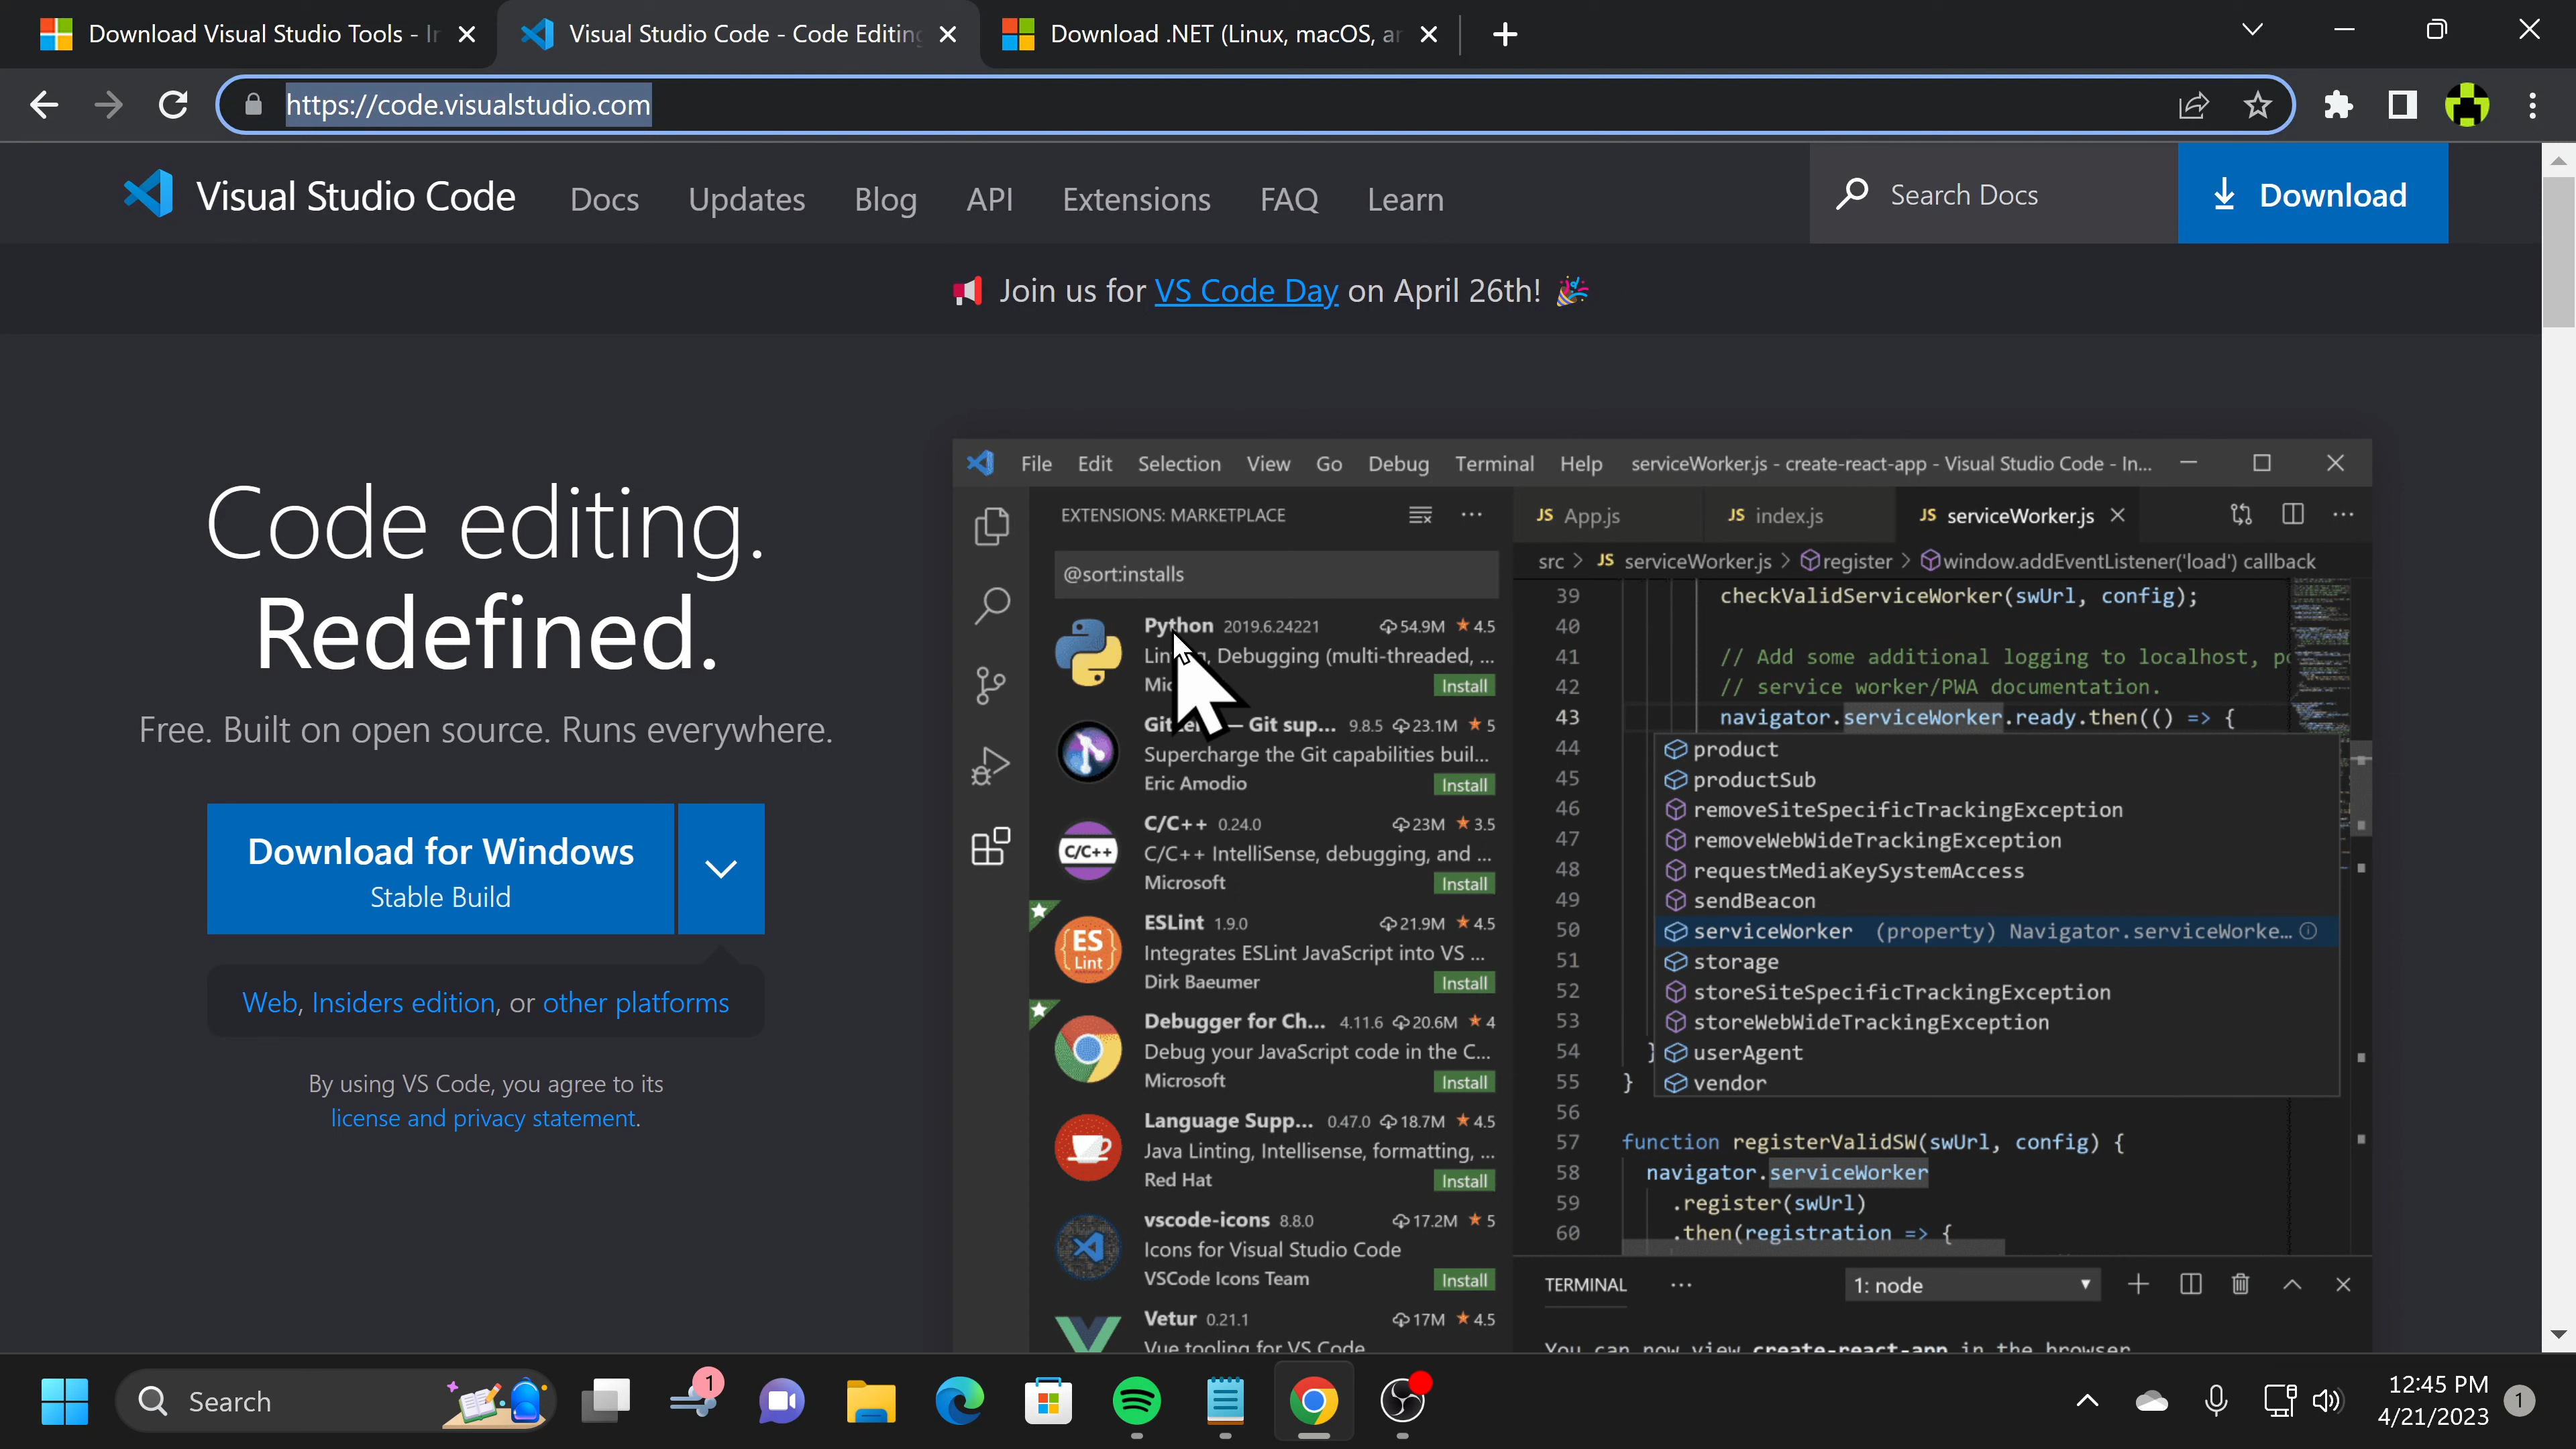 Download Visual Studio Tools - In
Visual Studio Code - Code Editing
Download .NET (Linux, macOS, an
https://code.visualstudio.com
Visual Studio Code
Docs
Updates
Blog
API
Extensions
FAQ
Learn
Search Docs
Download
Join us for VS Code Day on April 26th!
Code editing.
Redefined.
Free. Built on open source. Runs everywhere.
Download for Windows
Stable Build
Web, Insiders edition, or other platforms
By using VS Code, you agree to its
license and privacy statement.
File Edit Selection View Go Debug Terminal Help serviceWorker.js - create-react-app - Visual Studio Code - In...
EXTENSIONS: MARKETPLACE
@sort:installs
Python 2019.6.24221 54.9M 4.5
Debugging (multi-threaded, ...
Install
Git sup... 9.8.5 23.1M 5
Supercharge the Git capabilities buil...
Eric Amodio Install
C/C++
C/C++ 0.24.0 23M 3.5
C/C++ IntelliSense, debugging, and ...
Microsoft Install
ES
Lint
ESLint 1.9.0 21.9M 4.5
Integrates ESLint JavaScript into VS ...
Dirk Baeumer Install
Debugger for Ch... 4.11.6 20.6M 4
Debug your JavaScript code in the C...
Microsoft Install
Language Supp... 0.47.0 18.7M 4.5
Java Linting, Intellisense, formatting, ...
Red Hat Install
vscode-icons 8.8.0 17.2M 5
Icons for Visual Studio Code
VSCode Icons Team Install
Vetur 0.21.1 17M 4.5
Vue tooling for VS Code
JS App.js JS index.js JS serviceWorker.js
src > JS serviceWorker.js > register > window.addEventListener('load') callback
39 checkValidServiceWorker(swUrl, config);
40
41 // Add some additional logging to localhost, po
42 // service worker/PWA documentation.
43 navigator.serviceWorker.ready.then(() => {
44 product
45 productSub
46 removeSiteSpecificTrackingException
47 removeWebWideTrackingException
48 requestMediaKeySystemAccess
49 sendBeacon
50 serviceWorker (property) Navigator.serviceWorke...
51 storage
52 storeSiteSpecificTrackingException
53 storeWebWideTrackingException
54 } userAgent
55 } vendor
56
57 function registerValidSW(swUrl, config) {
58 navigator.serviceWorker
59 .register(swUrl)
60 .then(registration => {
TERMINAL ... 1: node
You can now view create-react-app in the browser
Search
1
12:45 PM
4/21/2023
1